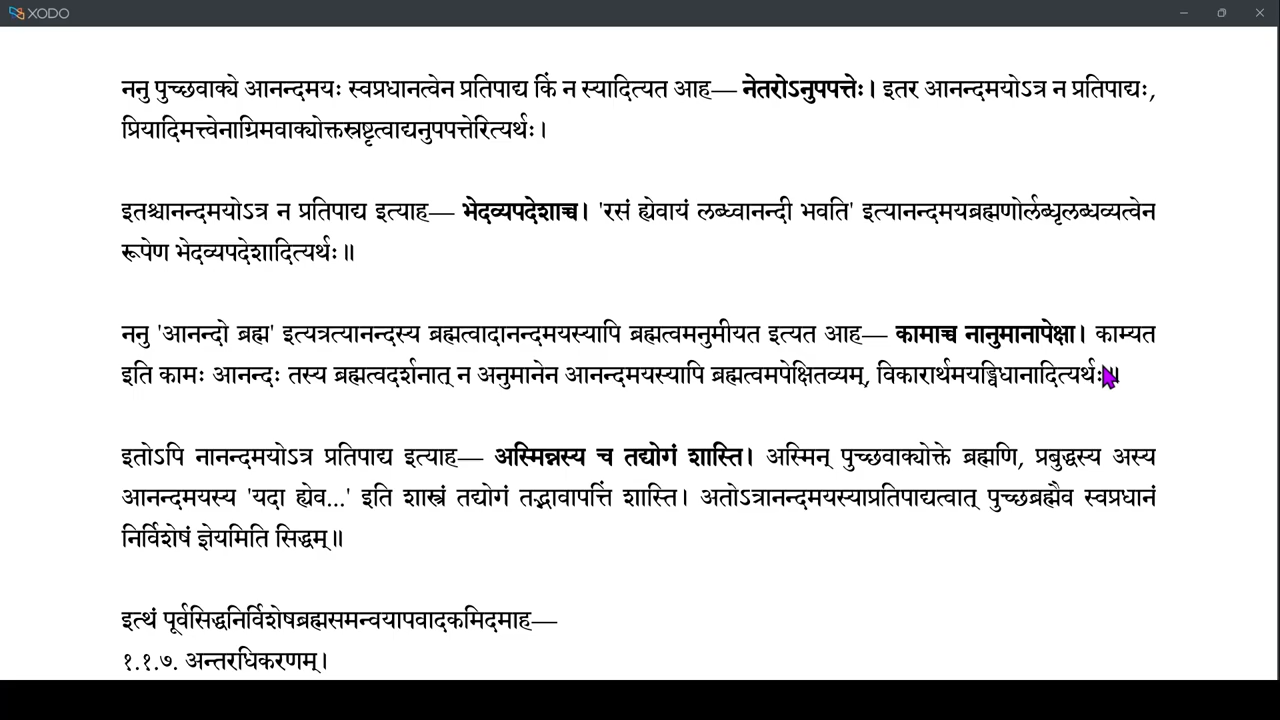 XODO
ननु पुच्छवाक्ये आनन्दमयः स्वप्रधानत्वेन प्रतिपाद्य किं न स्यादित्यत आह— नेतरोऽनुपपत्तेः। इतर आनन्दमयोऽत्र न प्रतिपाद्यः,
प्रियादिमत्त्वेनाग्रिमवाक्योक्तस्रष्टृत्वाद्यनुपपत्तेरित्यर्थः।
इतश्चानन्दमयोऽत्र न प्रतिपाद्य इत्याह— भेदव्यपदेशाच्च। 'रसं ह्येवायं लब्ध्वानन्दी भवति' इत्यानन्दमयब्रह्मणोर्लब्धृलब्धव्यत्वेन
रूपेण भेदव्यपदेशादित्यर्थः॥
ननु 'आनन्दो ब्रह्म' इत्यत्रत्यानन्दस्य ब्रह्मत्वादानन्दमयस्यापि ब्रह्मत्वमनुमीयत इत्यत आह— कामाच्च नानुमानापेक्षा। काम्यत
इति कामः आनन्दः तस्य ब्रह्मत्वदर्शनात् न अनुमानेन आनन्दमयस्यापि ब्रह्मत्वमपेक्षितव्यम्, विकारार्थमयड्विधानादित्यर्थः॥
इतोऽपि नानन्दमयोऽत्र प्रतिपाद्य इत्याह— अस्मिन्नस्य च तद्योगं शास्ति। अस्मिन् पुच्छवाक्योक्ते ब्रह्मणि, प्रबुद्धस्य अस्य
आनन्दमयस्य 'यदा ह्येव...' इति शास्त्रं तद्योगं तद्भावापत्तिं शास्ति। अतोऽत्रानन्दमयस्याप्रतिपाद्यत्वात् पुच्छब्रह्मैव स्वप्रधानं
निर्विशेषं ज्ञेयमिति सिद्धम्॥
इत्थं पूर्वसिद्धनिर्विशेषब्रह्मसमन्वयापवादकमिदमाह—
१.१.७. अन्तरधिकरणम्।